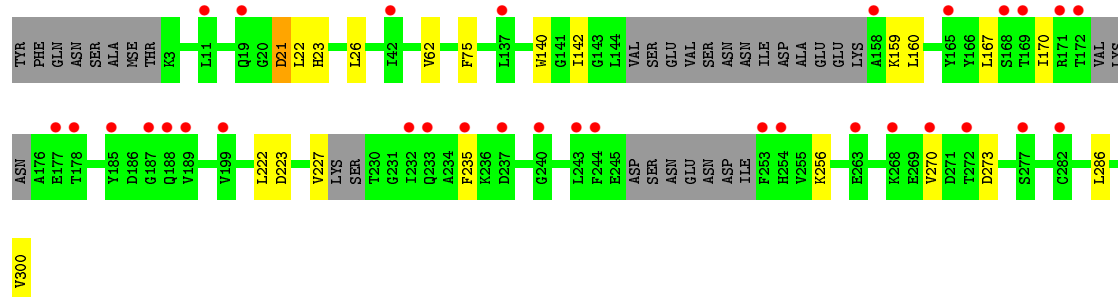 TYR PHE GLN ASN SER ALA MSE THR K3 L11 Q19 G20 D21 L22 H23 L26 I42 V62 F75 L137 W140 G141 I142 G143 L144 VAL SER GLU VAL SER ASN ASN ILE ASP ALA GLU GLU LYS A158 K159 L160 Y165 Y166 L167 S168 T169 I170 R171 T172 VAL LYS
ASN A176 E177 T178 Y185 D186 G187 Q188 V189 V199 L222 D223 V227 LYS SER T230 G231 I232 Q233 A234 F235 K236 D237 G240 L243 F244 E245 ASP SER ASN GLU ASN ASP ILE F253 H254 V255 K256 E263 K268 E269 V270 D271 T272 D273 S277 C282 L286
V300